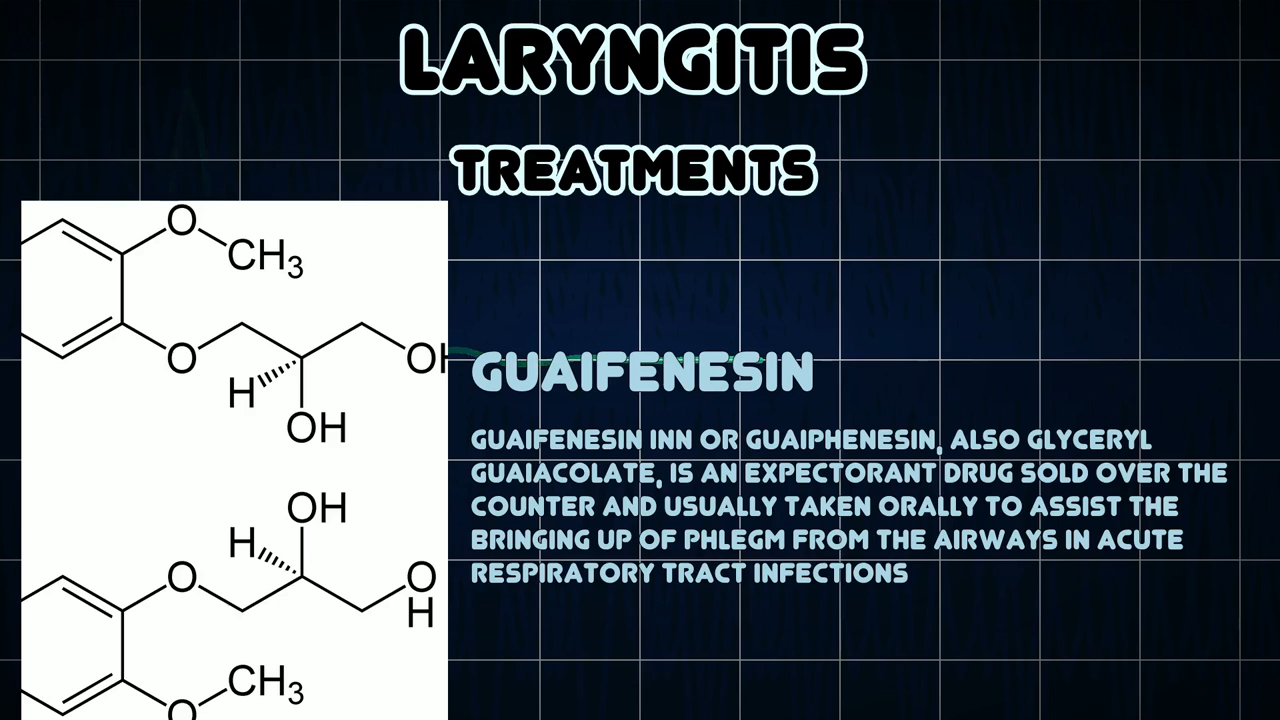 LARYNGITIS
TREATMENTS
O
CH3
O
OH
H
OH
GUAIFENESIN
GUAIFENESIN INN OR GUAIPHENESIN, ALSO GLYCERYL
GUAIACOLATE, IS AN EXPECTORANT DRUG SOLD OVER THE
COUNTER AND USUALLY TAKEN ORALLY TO ASSIST THE
BRINGING UP OF PHLEGM FROM THE AIRWAYS IN ACUTE
RESPIRATORY TRACT INFECTIONS
OH
H
O
O
H
CH3
O